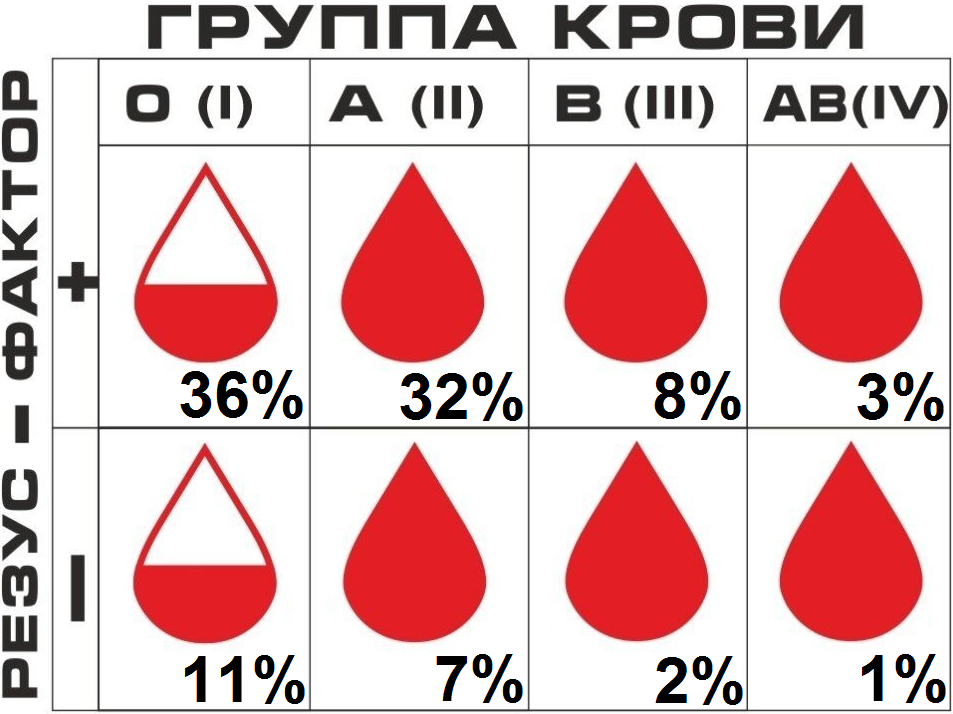 ГРУППА КРОВИ
РЕЗУС – ФАКТОР
O (I) A (II) B (III) AB(IV)
+
36% 32% 8% 3%
–
11% 7% 2% 1%